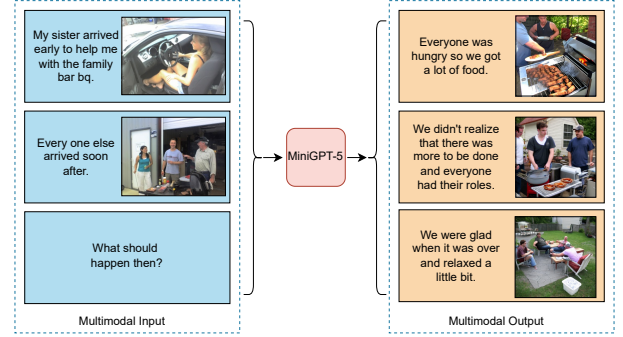 My sister arrived
early to help me
with the family
bar bq.
Every one else
arrived soon
after.
What should
happen then?
Multimodal Input
MiniGPT-5
Everyone was
hungry so we got
a lot of food.
We didn't realize
that there was
more to be done
and everyone
had their roles.
We were glad
when it was over
and relaxed a
little bit.
Multimodal Output